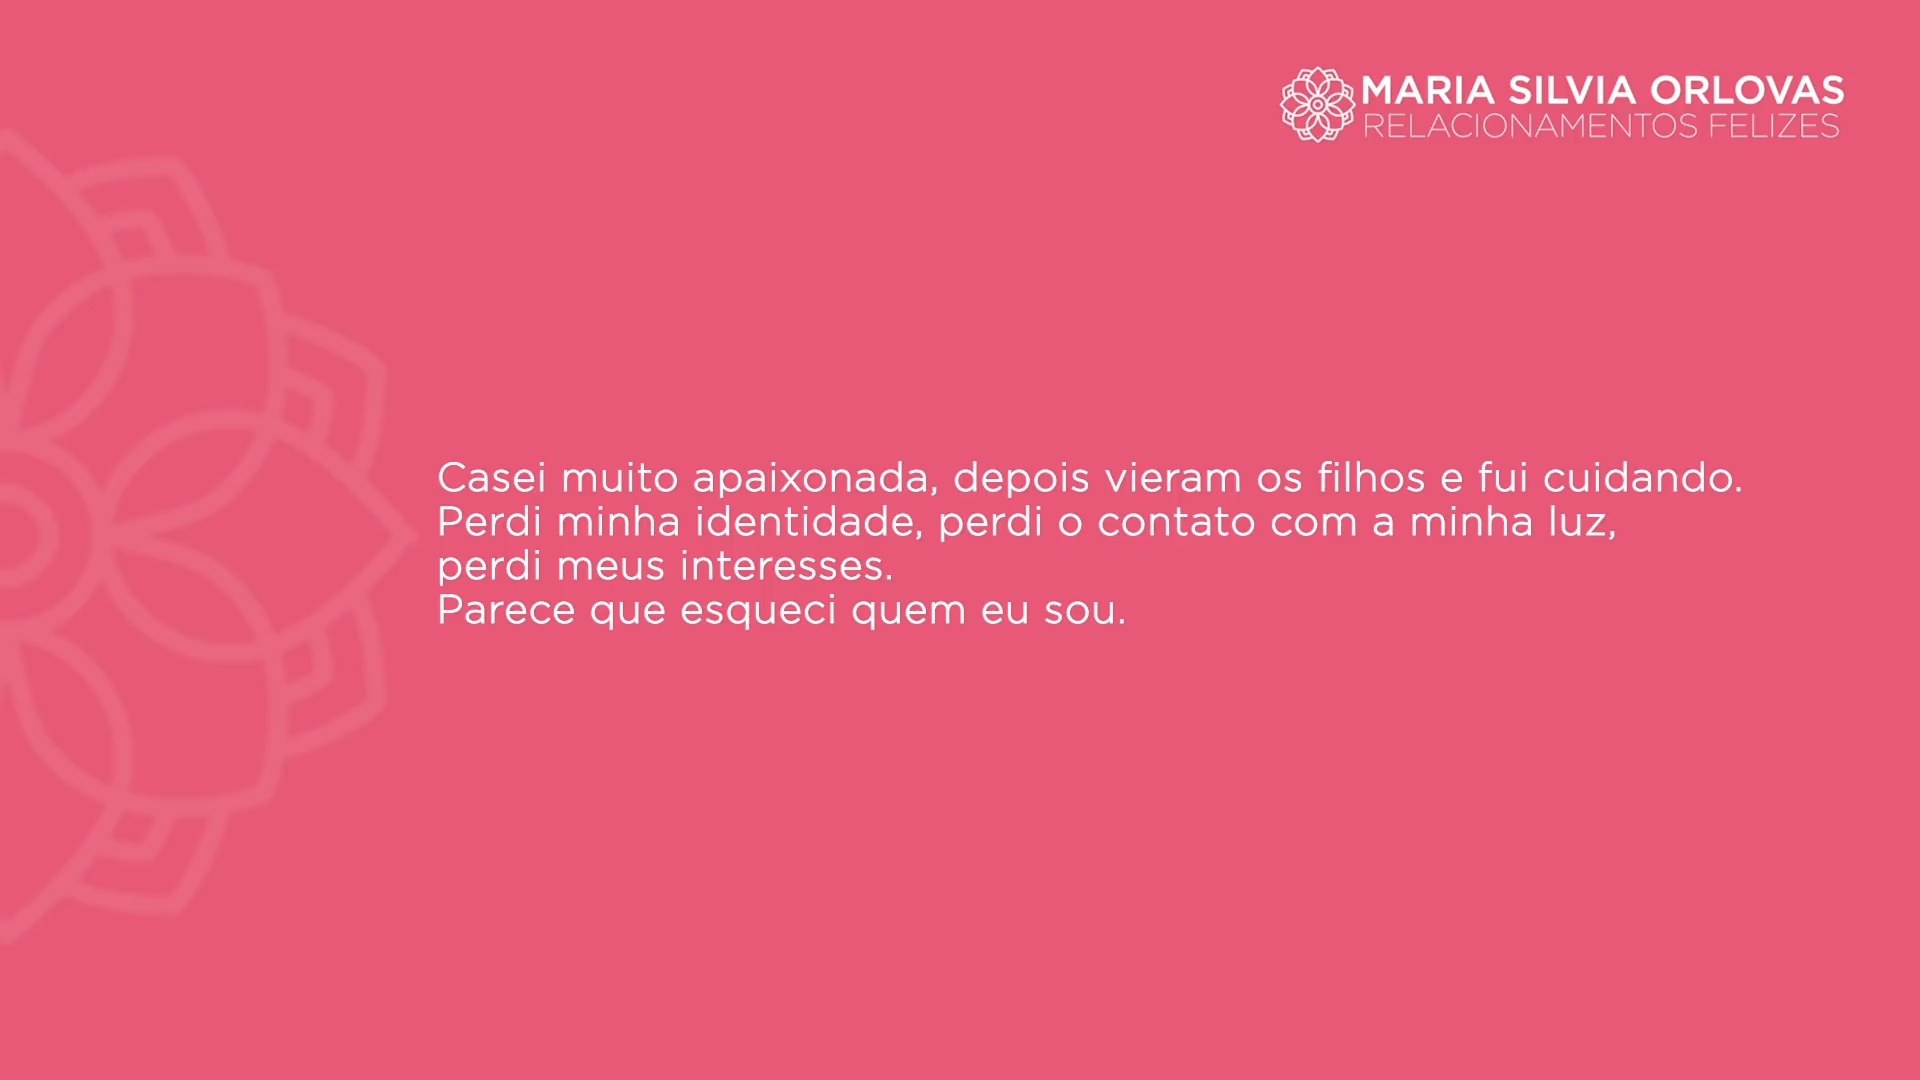 MARIA SILVIA ORLOVAS
RELACIONAMENTOS FELIZES
Casei muito apaixonada, depois vieram os filhos e fui cuidando.
Perdi minha identidade, perdi o contato com a minha luz,
perdi meus interesses.
Parece que esqueci quem eu sou.